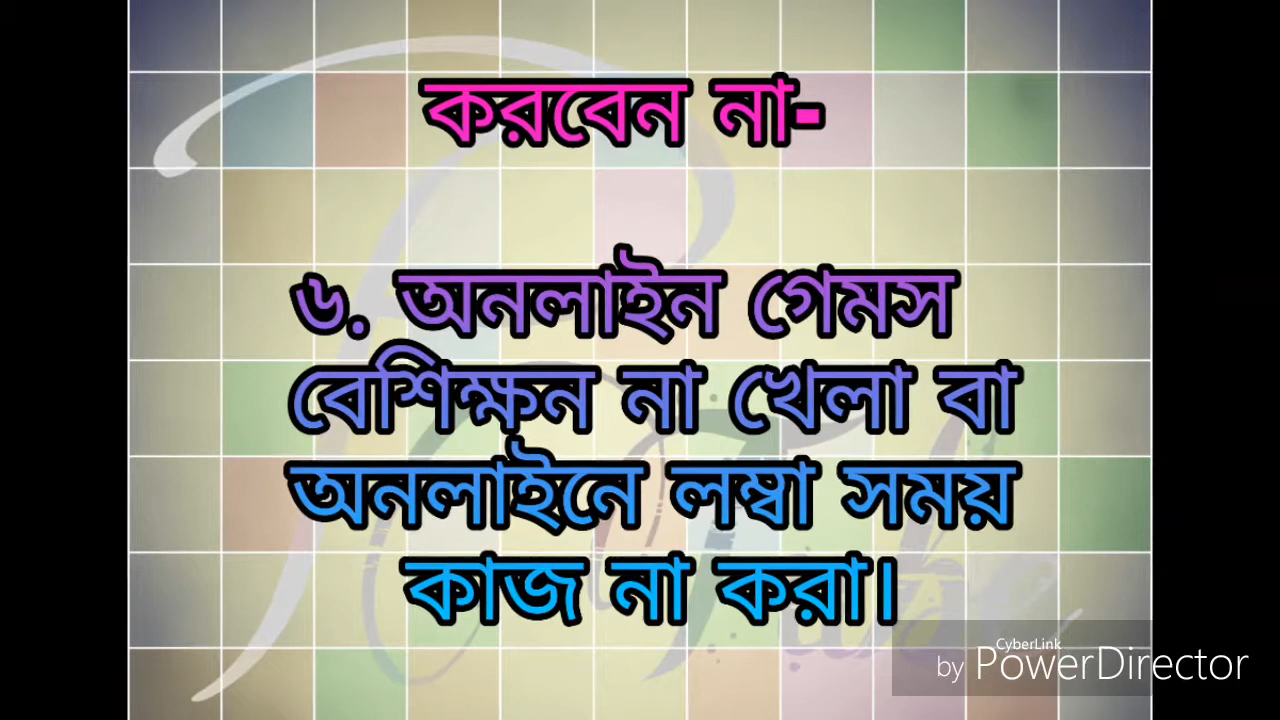 করবেন না-
৬. অনলাইন গেমস
বেশিক্ষন না খেলা বা
অনলাইনে লম্বা সময়
কাজ না করা।
CyberLink
by PowerDirector